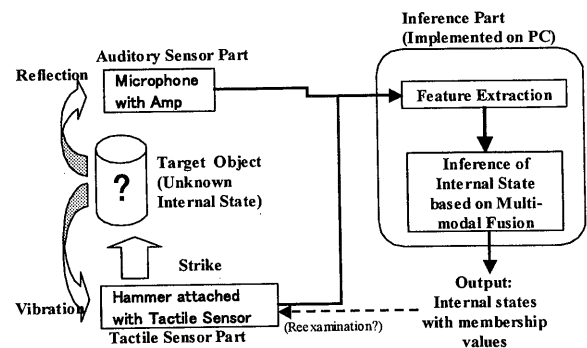 Inference Part
(Implemented on PC)
Auditory Sensor Part
Reflection
Microphone
with Amp
Feature Extraction
?
Target Object
(Unknown
Internal State)
Inference of
Internal State
based on Multi-
modal Fusion
Strike
Vibration
Hammer attached
with Tactile Sensor
Tactile Sensor Part
(Reexamination?)
Output:
Internal states
with membership
values